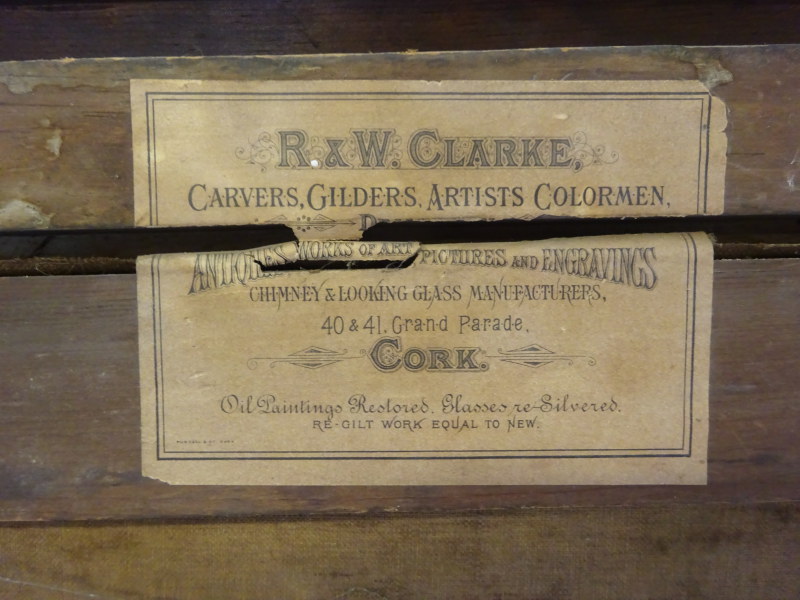 R. & W. CLARKE,
CARVERS, GILDERS, ARTISTS COLORMEN,
ANTIQUES, WORKS OF ART, PICTURES AND ENGRAVINGS
CHIMNEY & LOOKING GLASS MANUFACTURERS,
40 & 41. Grand Parade,
CORK.
Oil Paintings Restored. Glasses re-Silvered.
RE-GILT WORK EQUAL TO NEW.